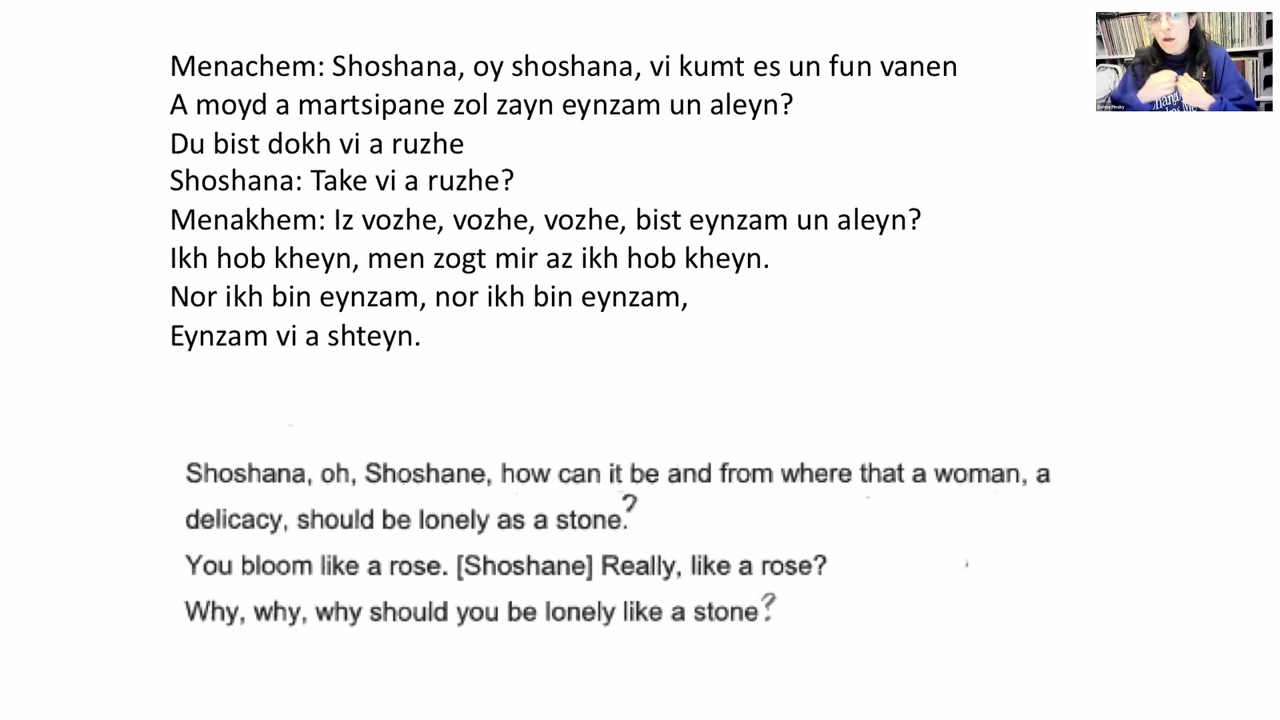 Menachem: Shoshana, oy shoshana, vi kumt es un fun vanen
A moyd a martsipane zol zayn eynzam un aleyn?
Du bist dokh vi a ruzhe
Shoshana: Take vi a ruzhe?
Menakhem: Iz vozhe, vozhe, vozhe, bist eynzam un aleyn?
Ikh hob kheyn, men zogt mir az ikh hob kheyn.
Nor ikh bin eynzam, nor ikh bin eynzam,
Eynzam vi a shteyn.
Shoshana, oh, Shoshane, how can it be and from where that a woman, a
delicacy, should be lonely as a stone.?
You bloom like a rose. [Shoshane] Really, like a rose?
Why, why, why should you be lonely like a stone?